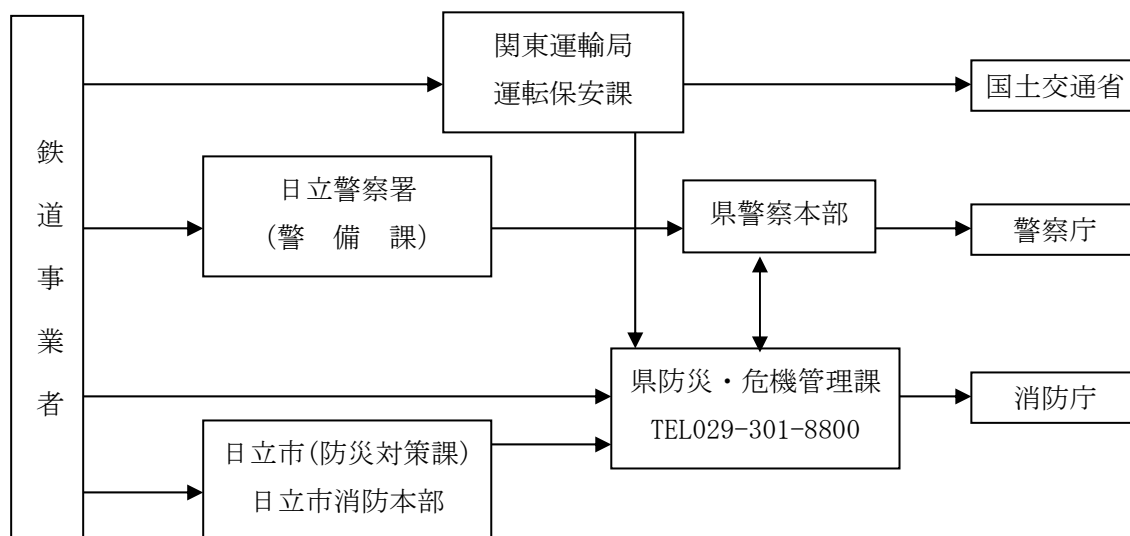 鉄道事業者
関東運輸局
運転保安課
国土交通省
日立警察署
(警　備　課)
県警察本部
警察庁
県防災・危機管理課
TEL029-301-8800
消防庁
日立市(防災対策課)
日立市消防本部